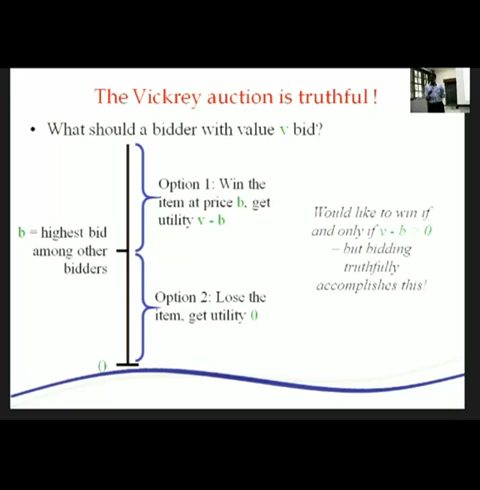 The Vickrey auction is truthful !
• What should a bidder with value v bid?
Option 1: Win the
item at price b, get
utility v - b
b = highest bid
among other
bidders
Would like to win if
and only if v - b > 0
– but bidding
truthfully
accomplishes this!
Option 2: Lose the
item, get utility 0
0